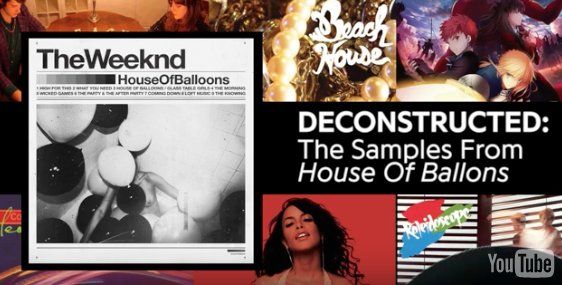 TheWeeknd
HouseOfBalloons
1 HIGH FOR THIS 2 WHAT YOU NEED 3 HOUSE OF BALLOONS / GLASS TABLE GIRLS 4 THE MORNING
5 WICKED GAMES 6 THE PARTY & THE AFTER PARTY 7 COMING DOWN 8 LOFT MUSIC 9 THE KNOWING
Beach
House
DECONSTRUCTED:
The Samples From
House Of Ballons
Kaleidoscope
YouTube